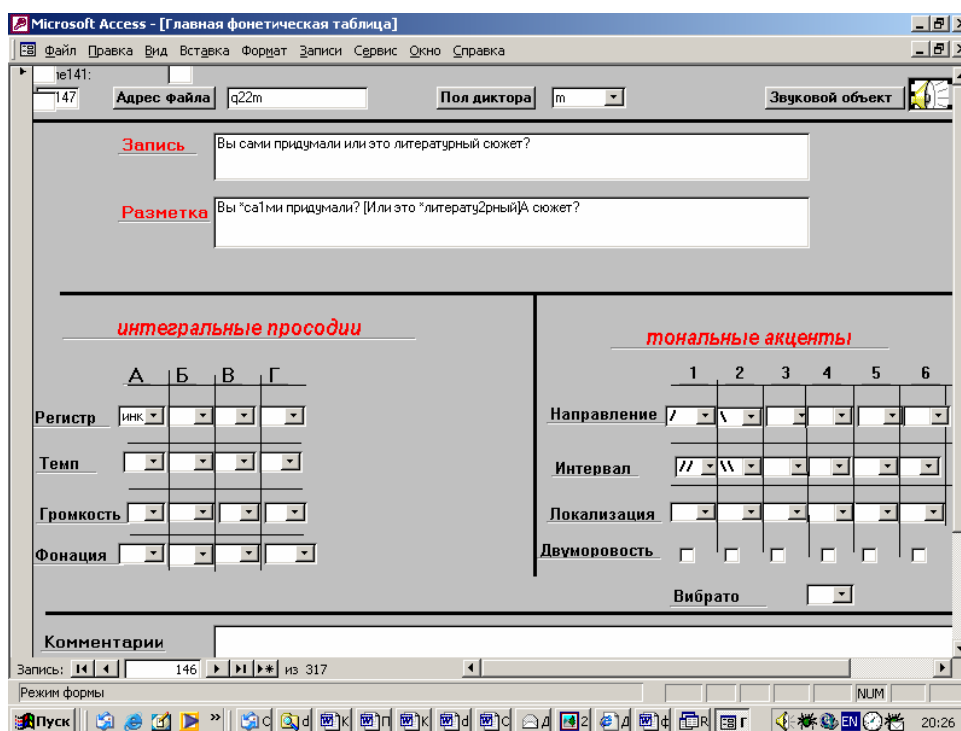 Microsoft Access - [Главная фонетическая таблица]
Файл Правка Вид Вставка Формат Записи Сервис Окно Справка
ле141:
147 Адрес файла q22m Пол диктора m Звуковой объект
Запись Вы сами придумали или это литературный сюжет?
Разметка Вы *са1ми придумали? [Или это *литерату2рный]А сюжет?
интегральные просодии
тональные акценты
А Б В Г
1 2 3 4 5 6
Регистр инк
Направление / \
Темп
Интервал // \\
Громкость
Локализация
Фонация
Двуморовость
Вибрато
Комментарии
Запись: 146 из 317
Режим формы NUM
Пуск » С d К П К d С Д 2 Д ф R Г EN 20:26